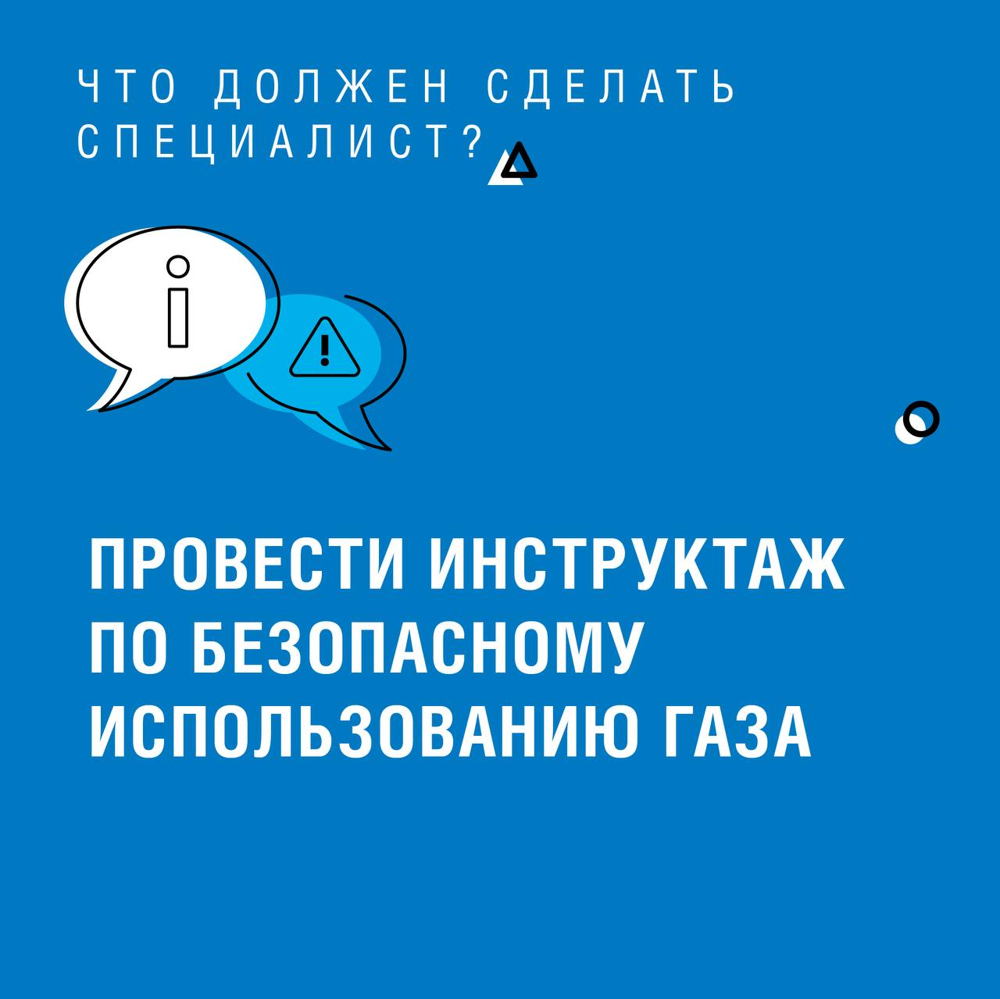 ЧТО ДОЛЖЕН СДЕЛАТЬ
СПЕЦИАЛИСТ?
i
!
ПРОВЕСТИ ИНСТРУКТАЖ
ПО БЕЗОПАСНОМУ
ИСПОЛЬЗОВАНИЮ ГАЗА